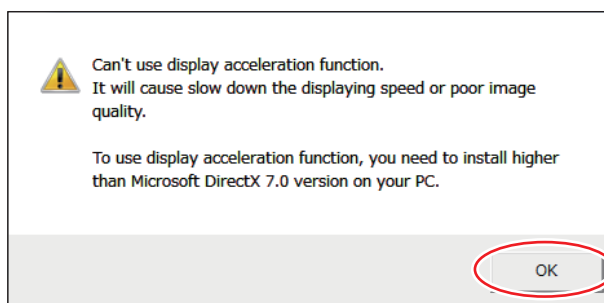 Can't use display acceleration function.
It will cause slow down the displaying speed or poor image
quality.
To use display acceleration function, you need to install higher
than Microsoft DirectX 7.0 version on your PC.
OK